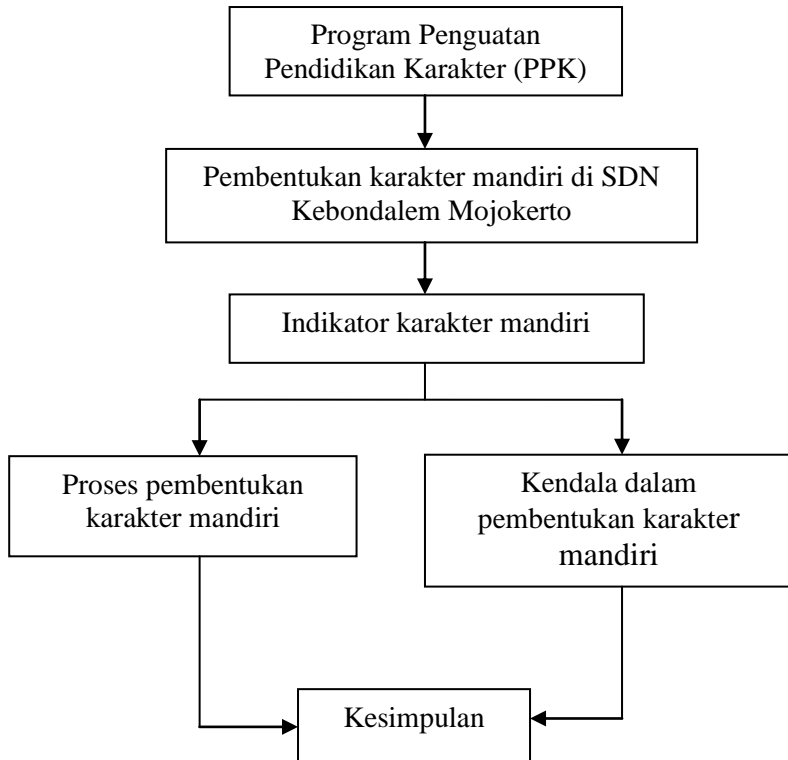 Program Penguatan
Pendidikan Karakter (PPK)
Pembentukan karakter mandiri di SDN
Kebondalem Mojokerto
Indikator karakter mandiri
Proses pembentukan
karakter mandiri
Kendala dalam
pembentukan karakter
mandiri
Kesimpulan